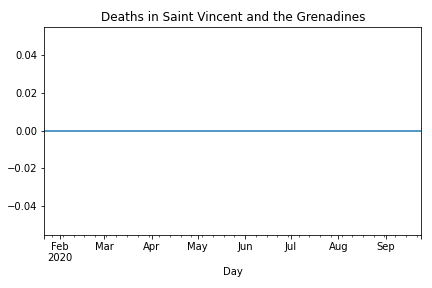 Deaths in Saint Vincent and the Grenadines
0.04
0.02
0.00
−0.02
−0.04
Feb Mar Apr May Jun Jul Aug Sep
2020
Day